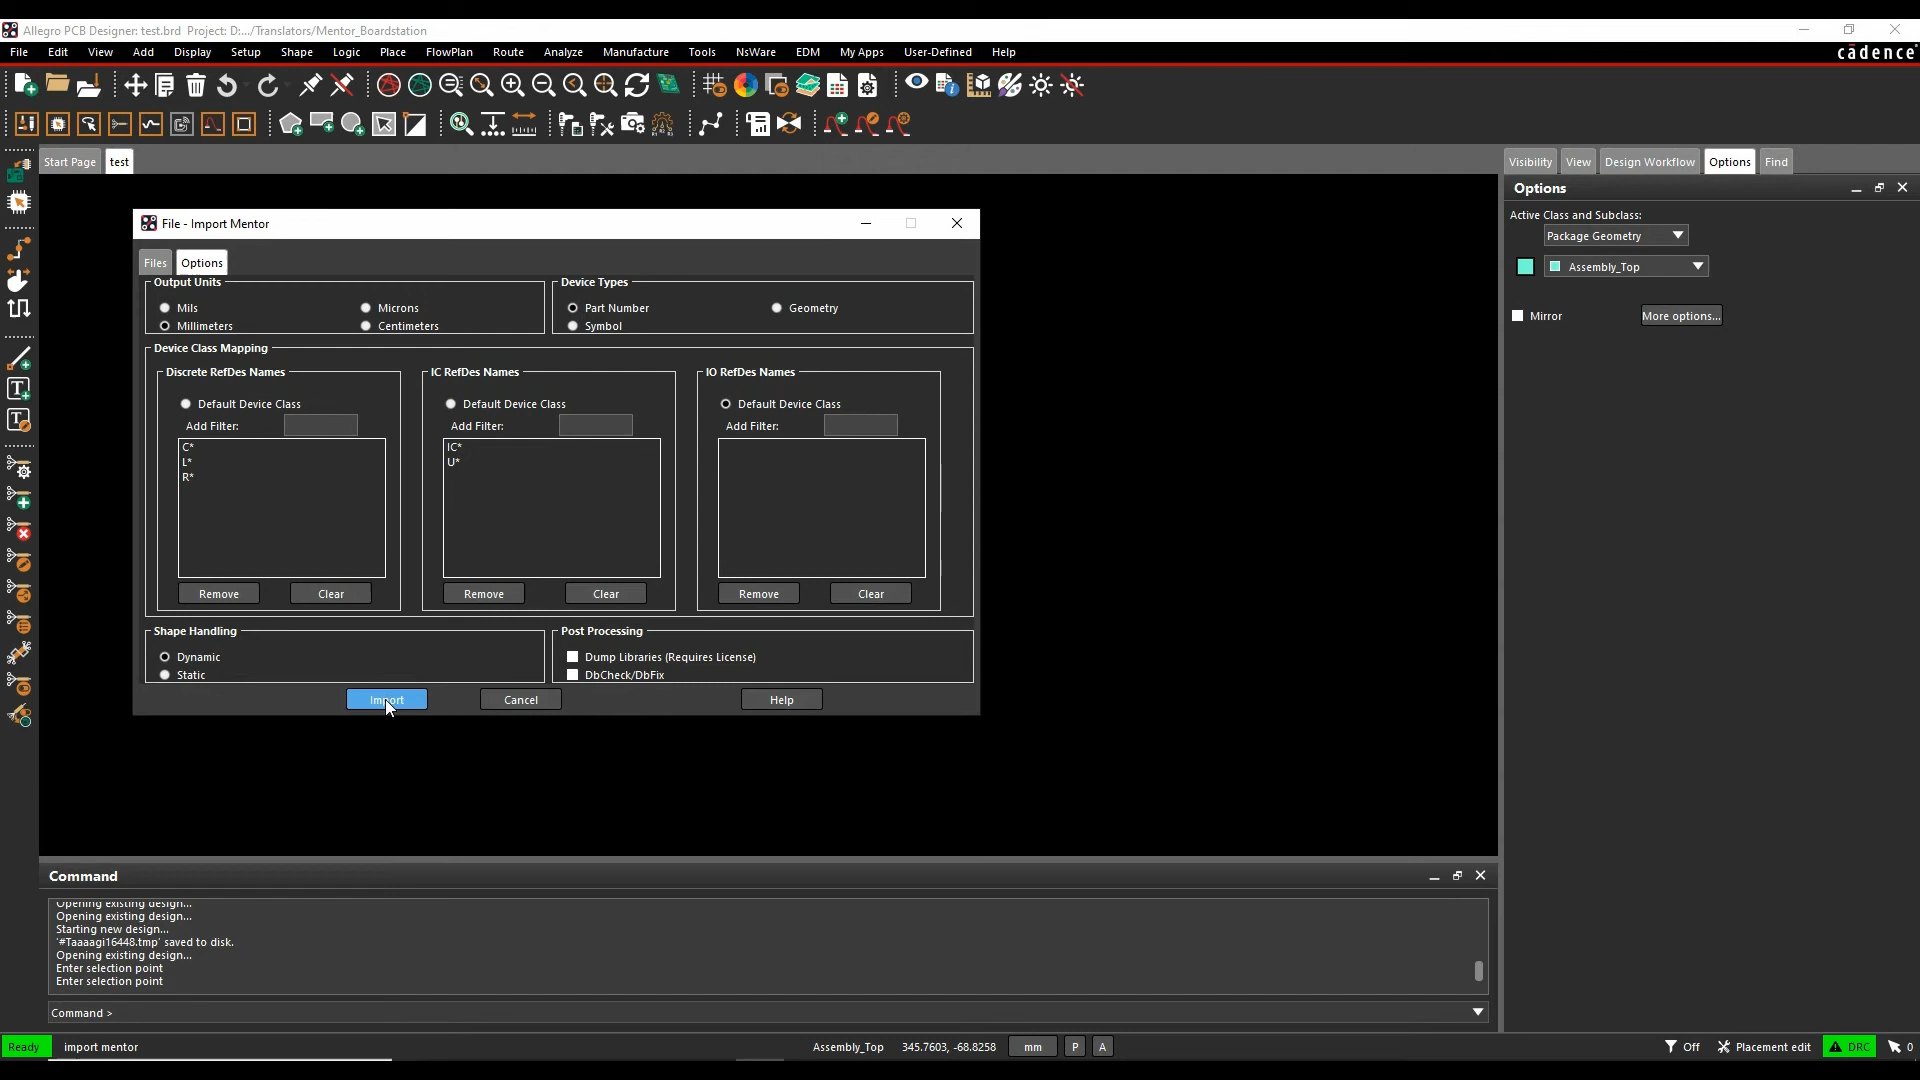 Allegro PCB Designer: test.brd Project: D:.../Translators/Mentor_Boardstation
File Edit View Add Display Setup Shape Logic Place FlowPlan Route Analyze Manufacture Tools NsWare EDM My Apps User-Defined Help
cādence
Start Page test
Visibility View Design Workflow Options Find
Options
Active Class and Subclass:
Package Geometry
Assembly_Top
Mirror More options...
File - Import Mentor
Files Options
Output Units
Mils Microns
Millimeters Centimeters
Device Types
Part Number Geometry
Symbol
Device Class Mapping
Discrete RefDes Names
Default Device Class
Add Filter:
C*
L*
R*
Remove Clear
IC RefDes Names
Default Device Class
Add Filter:
IC*
U*
Remove Clear
IO RefDes Names
Default Device Class
Add Filter:
Remove Clear
Shape Handling
Dynamic
Static
Post Processing
Dump Libraries (Requires License)
DbCheck/DbFix
Import Cancel Help
Command
Opening existing design...
Opening existing design...
Starting new design...
'#Taaaagi16448.tmp' saved to disk.
Opening existing design...
Enter selection point
Enter selection point
Command >
Ready import mentor Assembly_Top 345.7603, -68.8258 mm P A Off Placement edit DRC 0